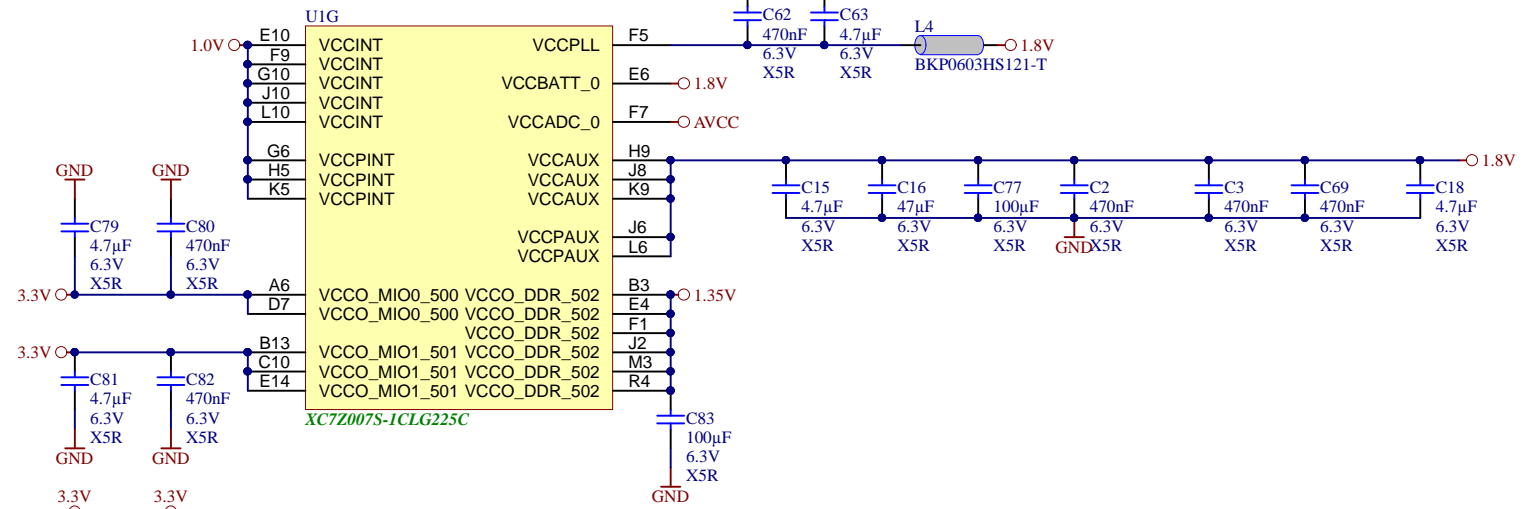 U1G
1.0V
E10 VCCINT
F9 VCCINT
G10 VCCINT
J10 VCCINT
L10 VCCINT
G6 VCCPINT
H5 VCCPINT
K5 VCCPINT
A6 VCCO_MIO0_500
D7 VCCO_MIO0_500
B13 VCCO_MIO1_501
C10 VCCO_MIO1_501
E14 VCCO_MIO1_501
VCCPLL F5
VCCBATT_0 E6
1.8V
VCCADC_0 F7
AVCC
VCCAUX H9
VCCAUX J8
VCCAUX K9
VCCPAUX J6
VCCPAUX L6
VCCO_DDR_502 B3
1.35V
VCCO_DDR_502 E4
VCCO_DDR_502 F1
VCCO_DDR_502 J2
VCCO_DDR_502 M3
VCCO_DDR_502 R4
XC7Z007S-1CLG225C
C62
470nF
6.3V
X5R
C63
4.7µF
6.3V
X5R
L4
BKP0603HS121-T
1.8V
C15
4.7µF
6.3V
X5R
C16
47µF
6.3V
X5R
C77
100µF
6.3V
X5R
C2
470nF
6.3V
X5R
GND
C3
470nF
6.3V
X5R
C69
470nF
6.3V
X5R
C18
4.7µF
6.3V
X5R
1.8V
GND
C79
4.7µF
6.3V
X5R
GND
C80
470nF
6.3V
X5R
3.3V
3.3V
C81
4.7µF
6.3V
X5R
GND
C82
470nF
6.3V
X5R
GND
C83
100µF
6.3V
X5R
GND
3.3V
3.3V